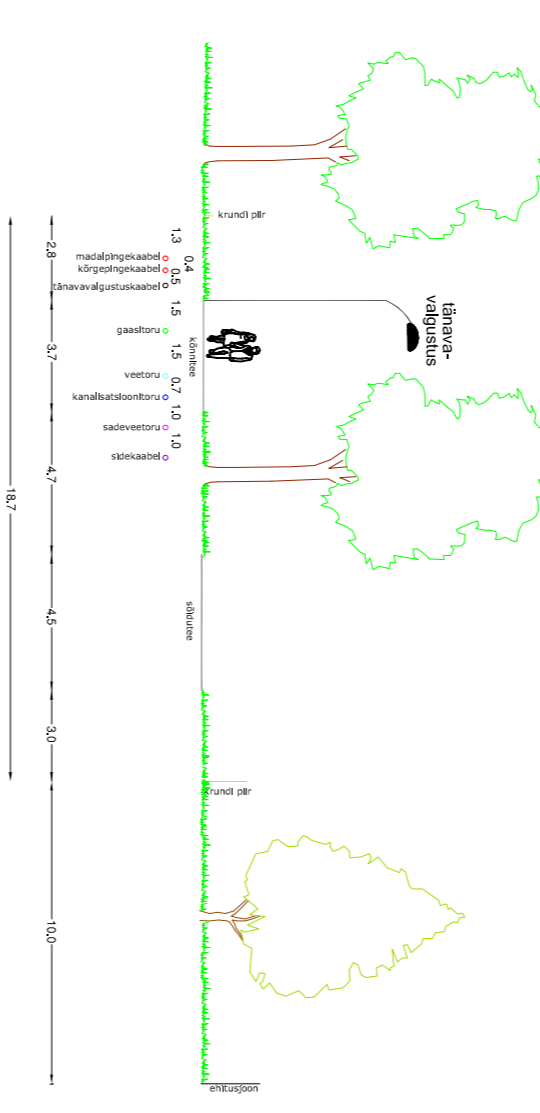 krundi piir
1.3
0.4
madalpingekaabel
kõrgepingekaabel
0.5
tänavavalgustuskaabel
2.8
tänava-
valgustus
1.5
gaasitoru
kõnnitee
1.5
3.7
veetoru
0.7
kanalisatsioonitoru
1.0
sadeveetoru
1.0
sidekaabel
4.7
18.7
sõidutee
4.5
3.0
krundi piir
10.0
ehitusjoon